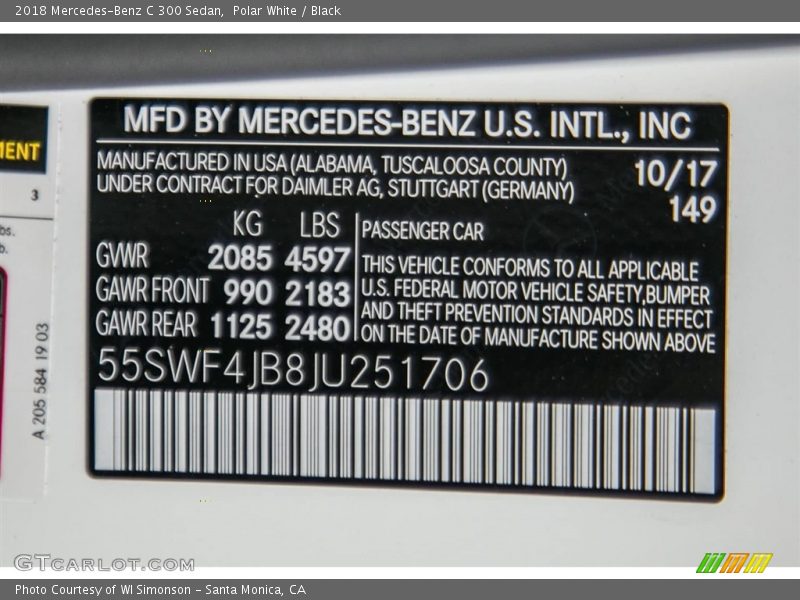 2018 Mercedes-Benz C 300 Sedan, Polar White / Black
MENT
3
lbs.
b.
A 205 584 19 03
MFD BY MERCEDES-BENZ U.S. INTL., INC
MANUFACTURED IN USA (ALABAMA, TUSCALOOSA COUNTY)
UNDER CONTRACT FOR DAIMLER AG, STUTTGART (GERMANY)
10/17
149
KG LBS
GWWR 2085 4597
GAWR FRONT 990 2183
GAWR REAR 1125 2480
PASSENGER CAR
THIS VEHICLE CONFORMS TO ALL APPLICABLE
U.S. FEDERAL MOTOR VEHICLE SAFETY,BUMPER
AND THEFT PREVENTION STANDARDS IN EFFECT
ON THE DATE OF MANUFACTURE SHOWN ABOVE
55SWF4JB8JU251706
GTCARLOT.COM
Photo Courtesy of WI Simonson - Santa Monica, CA